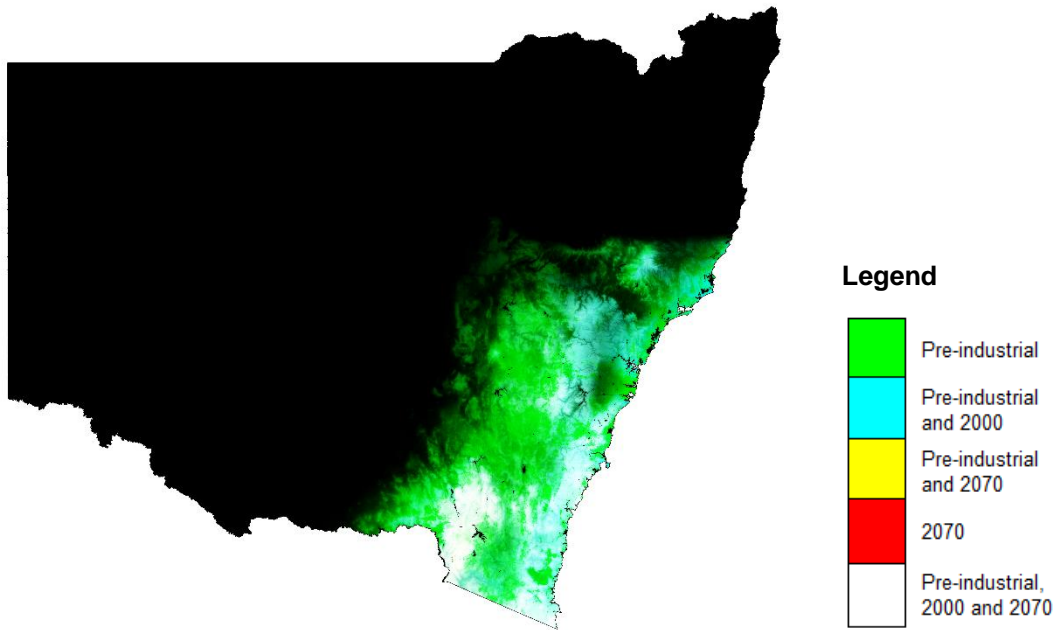 Legend
Pre-industrial
Pre-industrial
and 2000
Pre-industrial
and 2070
2070
Pre-industrial,
2000 and 2070